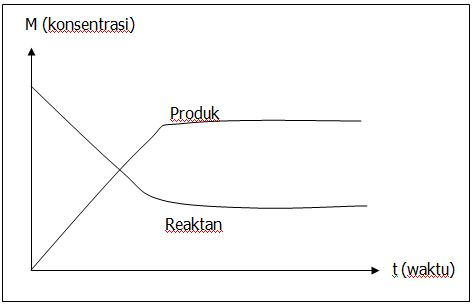 M (konsentrasi)
Produk
Reaktan
t (waktu)